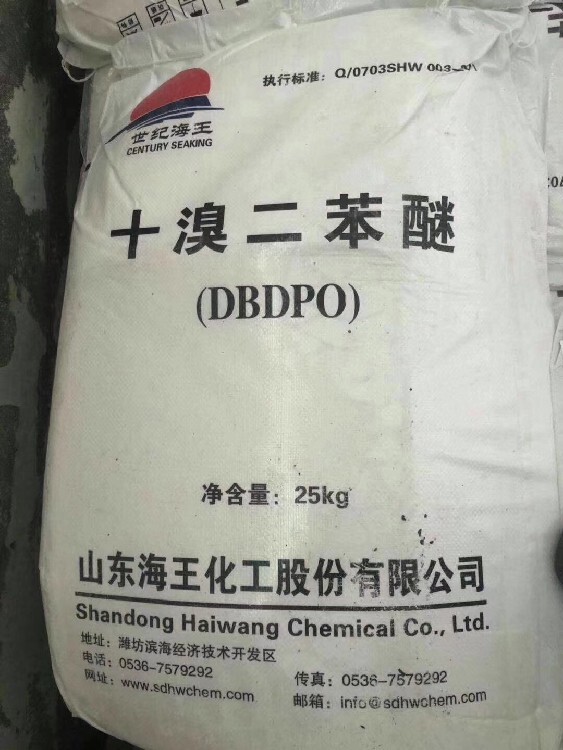 执行标准：Q/0703SHW
世纪海王
CENTURY SEAKING
十溴二苯醚
(DBDPO)
净含量：25kg
山东海王化工股份有限公司
Shandong Haiwang Chemical Co., Ltd.
地址：潍坊滨海经济技术开发区
电话：0536-7579292 传真：0536-7579292
网址：www.sdhwchem.com 邮箱：info@sdhwchem.com